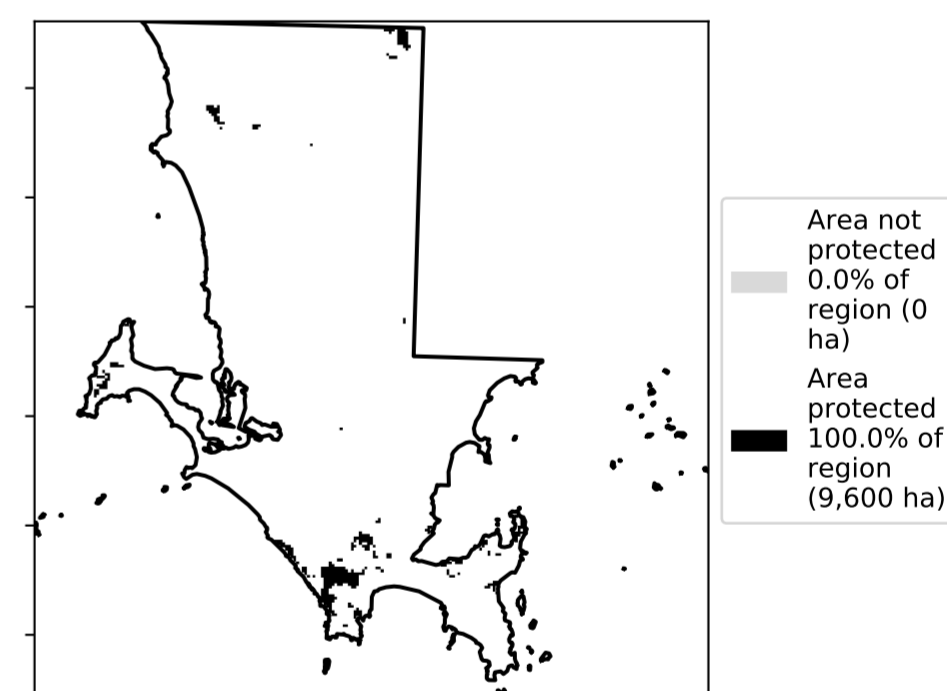 Area not
protected
0.0% of
region (0
ha)
Area
protected
100.0% of
region
(9,600 ha)